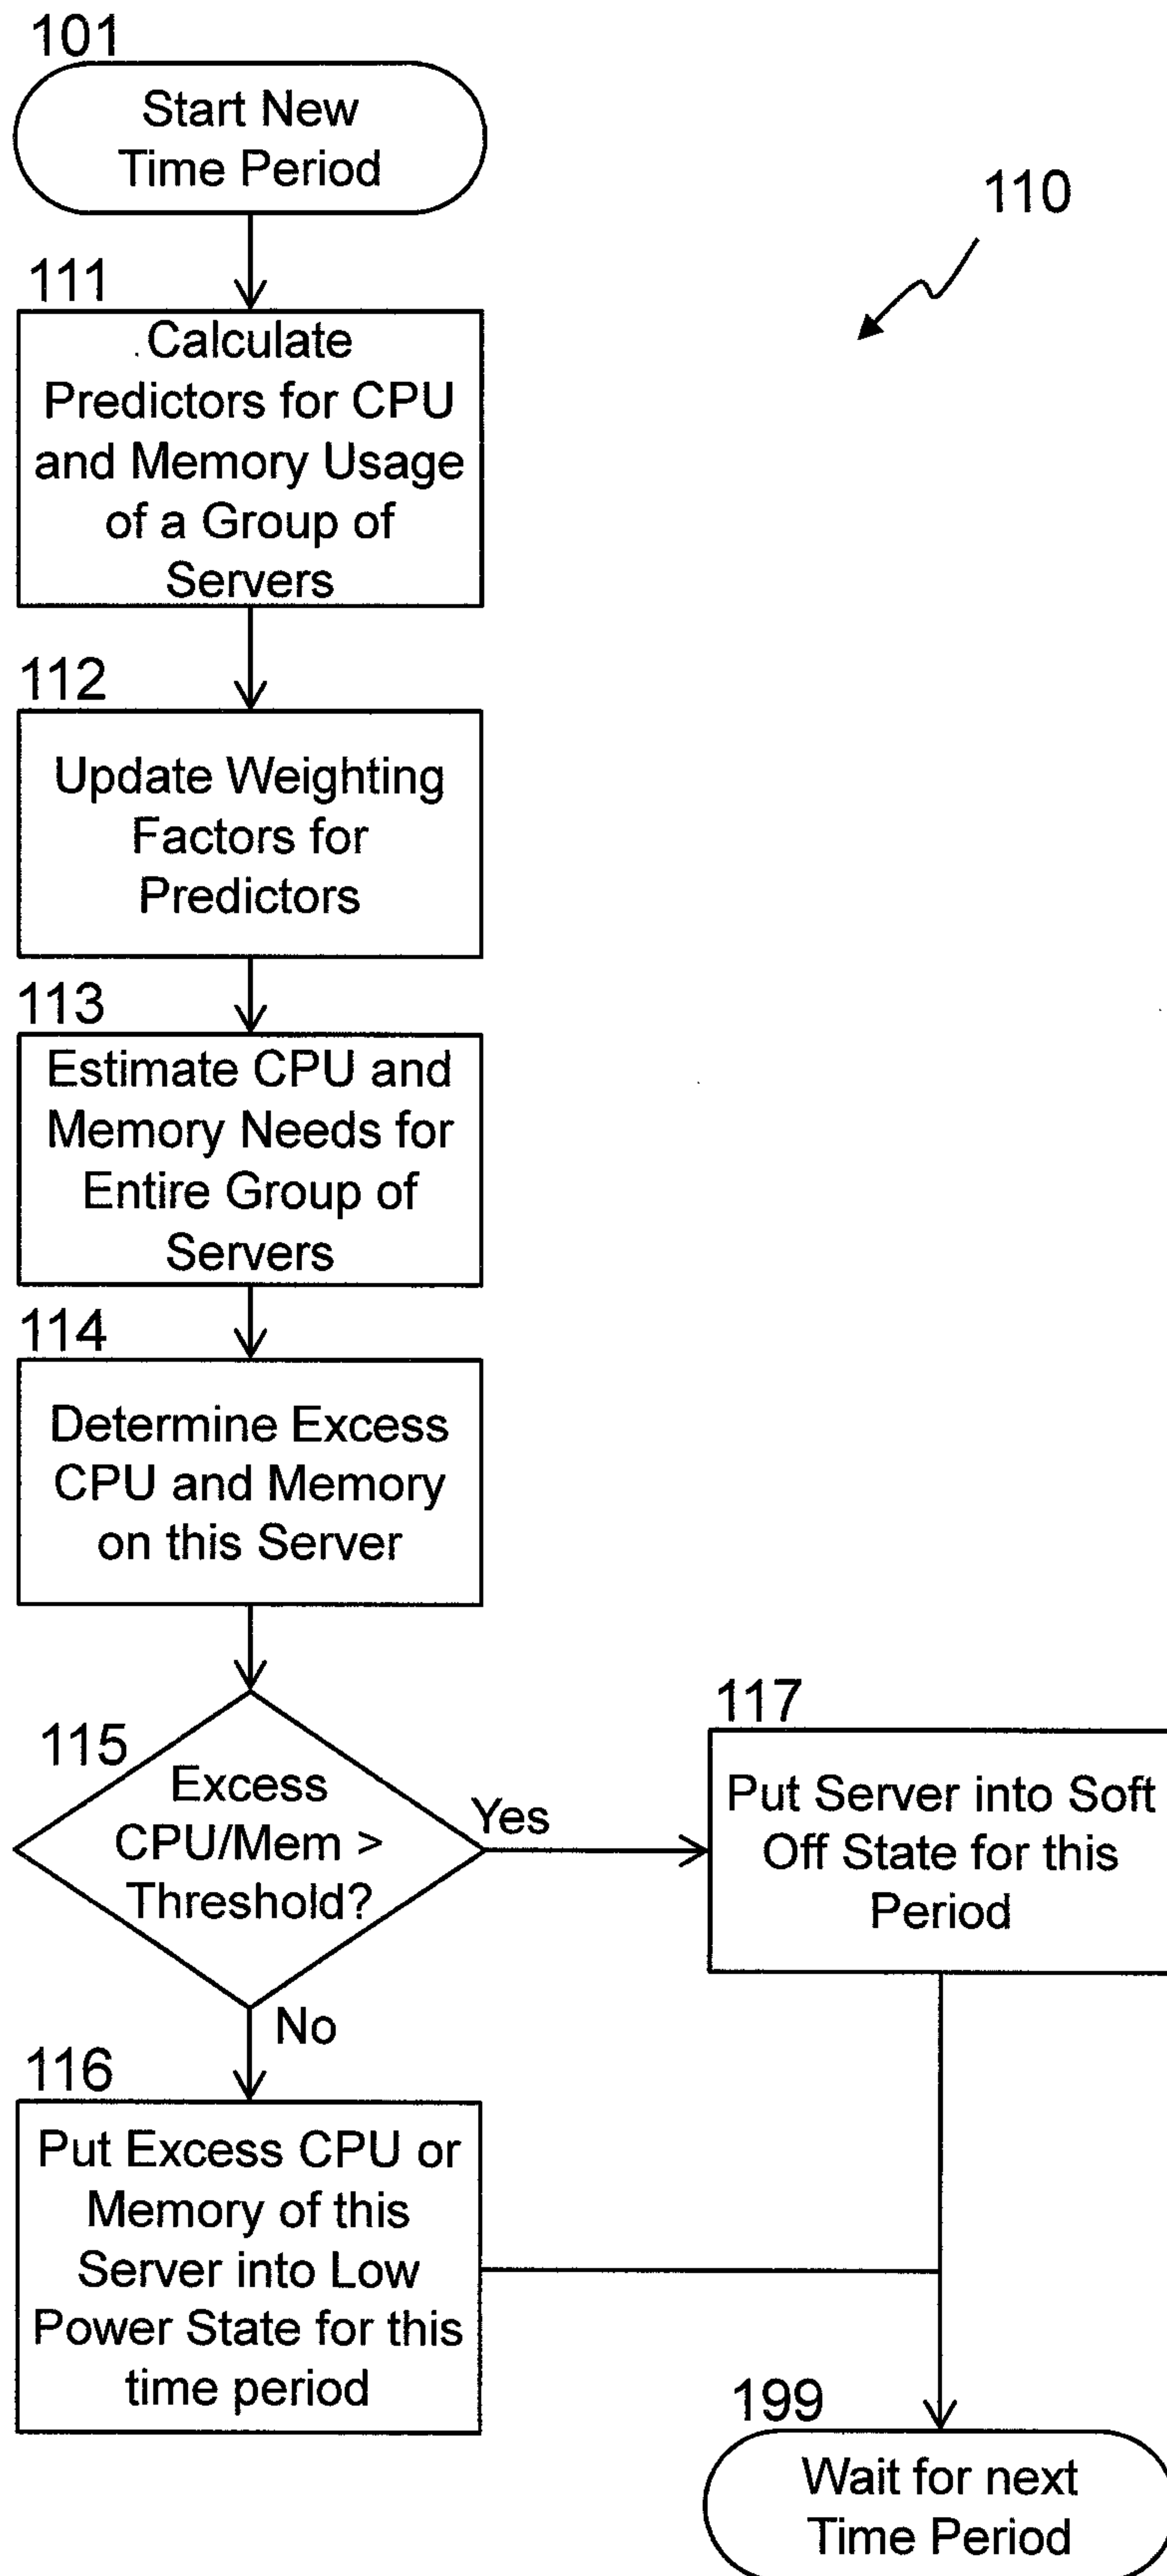 101
Start New
Time Period
110
111
Calculate
Predictors for CPU
and Memory Usage
of a Group of
Servers
112
Update Weighting
Factors for
Predictors
113
Estimate CPU and
Memory Needs for
Entire Group of
Servers
114
Determine Excess
CPU and Memory
on this Server
115
Excess
CPU/Mem >
Threshold?
Yes
No
117
Put Server into Soft
Off State for this
Period
116
Put Excess CPU or
Memory of this
Server into Low
Power State for this
time period
199
Wait for next
Time Period